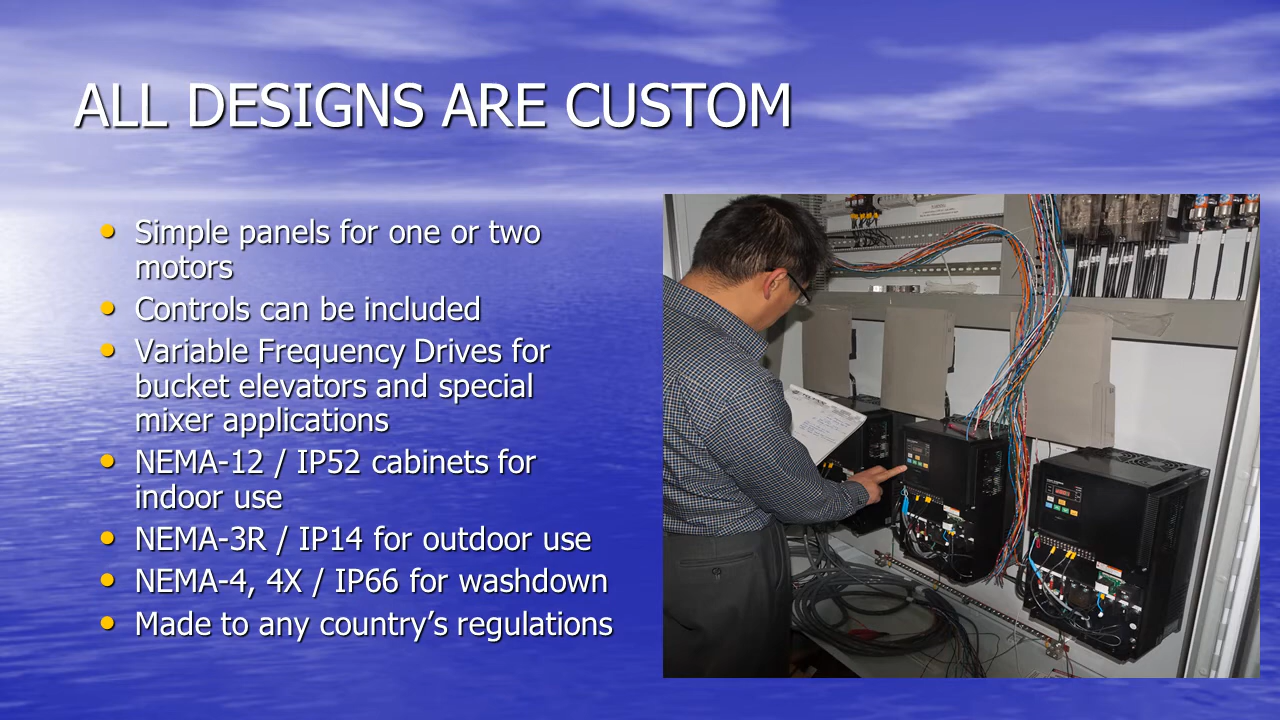 ALL DESIGNS ARE CUSTOM
• Simple panels for one or two
motors
• Controls can be included
• Variable Frequency Drives for
bucket elevators and special
mixer applications
• NEMA-12 / IP52 cabinets for
indoor use
• NEMA-3R / IP14 for outdoor use
• NEMA-4, 4X / IP66 for washdown
• Made to any country’s regulations